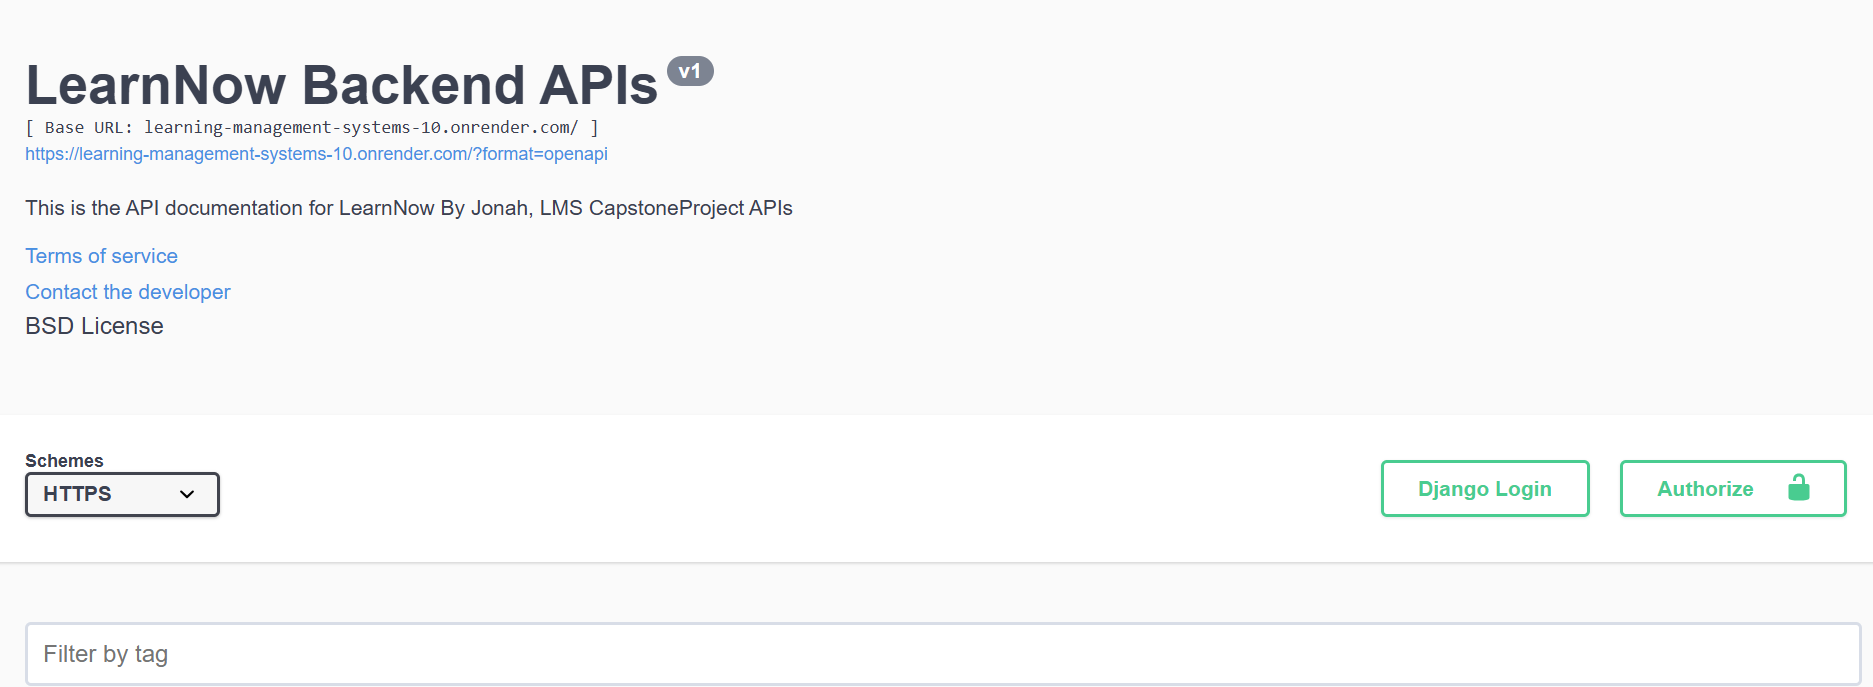 LearnNow Backend APIs v1
[ Base URL: learning-management-systems-10.onrender.com/ ]
https://learning-management-systems-10.onrender.com/?format=openapi
This is the API documentation for LearnNow By Jonah, LMS CapstoneProject APIs
Terms of service
Contact the developer
BSD License
Schemes
HTTPS
Django Login
Authorize
Filter by tag